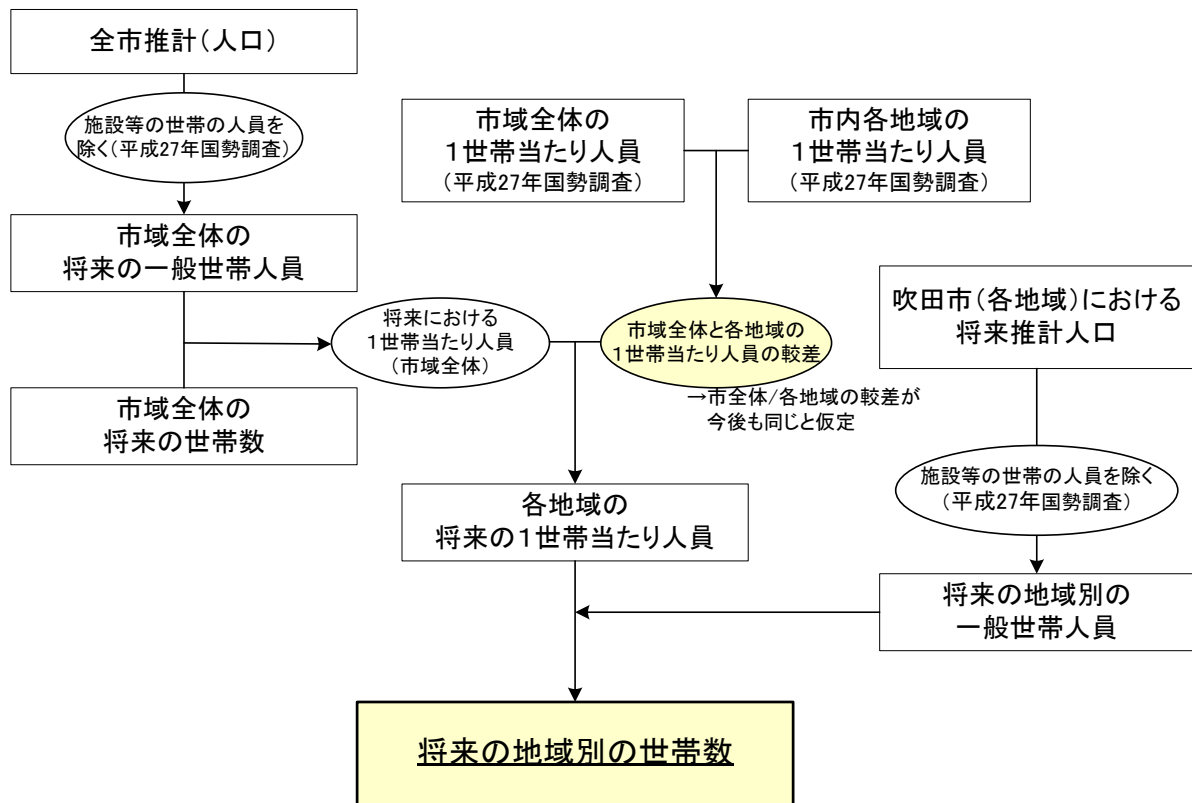 全市推計(人口)
施設等の世帯の人員を
除く(平成27年国勢調査)
市域全体の
1世帯当たり人員
(平成27年国勢調査)
市内各地域の
1世帯当たり人員
(平成27年国勢調査)
市域全体の
将来の一般世帯人員
将来における
1世帯当たり人員
(市域全体)
市域全体と各地域の
1世帯当たり人員の較差
→市全体/各地域の較差が
今後も同じと仮定
吹田市(各地域)における
将来推計人口
市域全体の
将来の世帯数
施設等の世帯の人員を除く
(平成27年国勢調査)
各地域の
将来の1世帯当たり人員
将来の地域別の
一般世帯人員
将来の地域別の世帯数